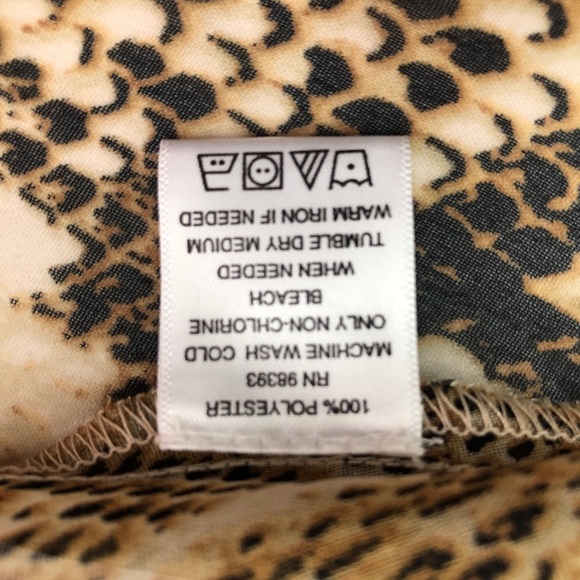 100% POLYESTER
RN 98393
MACHINE WASH COLD
ONLY NON-CHLORINE
BLEACH
WHEN NEEDED
TUMBLE DRY MEDIUM
WARM IRON IF NEEDED